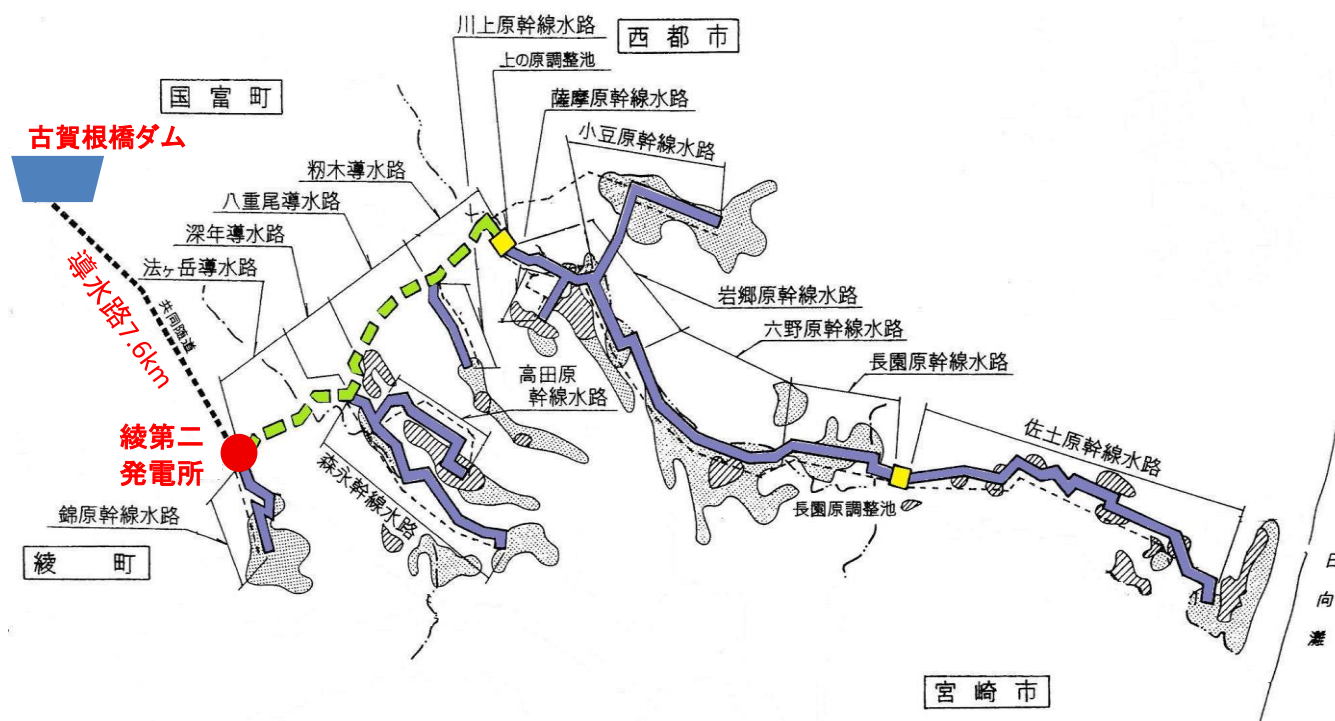 川上原幹線水路
西都市
上の原調整池
国富町
薩摩原幹線水路
古賀根橋ダム
小豆原幹線水路
籾木導水路
八重尾導水路
深年導水路
法ヶ岳導水路
導水路7.6km
共同隧道
岩郷原幹線水路
六野原幹線水路
長園原幹線水路
高田原
幹線水路
綾第二
発電所
佐土原幹線水路
森永幹線水路
長園原調整池
錦原幹線水路
綾町
日向灘
宮崎市